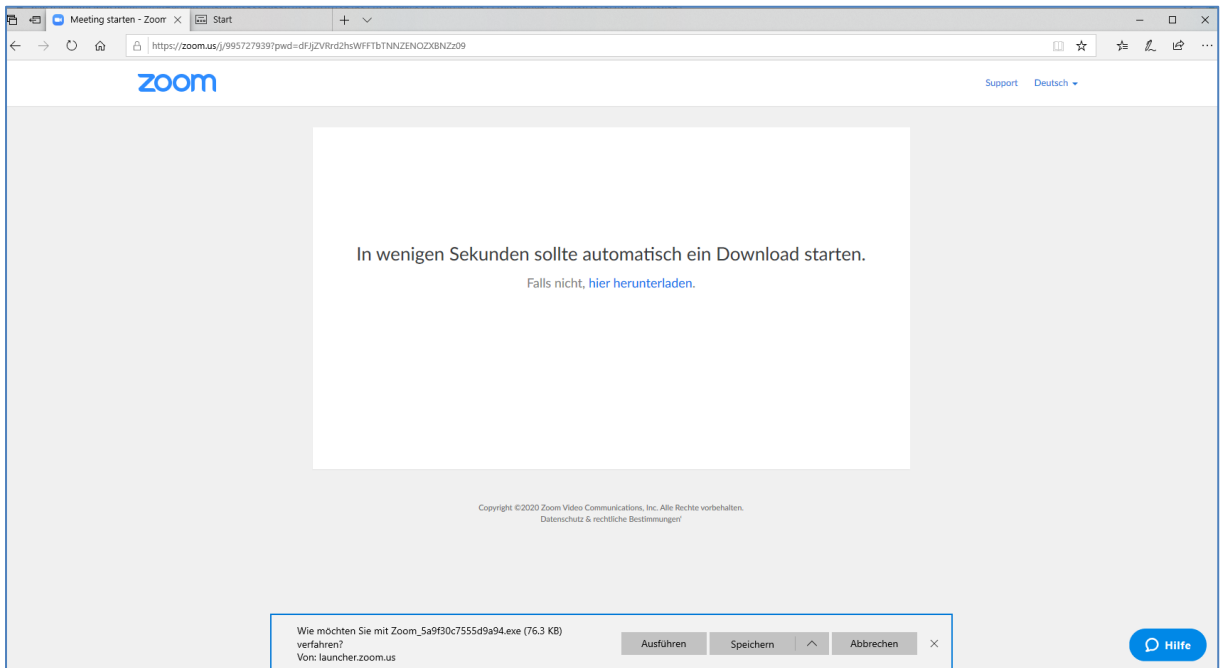 Meeting starten - Zoom
Start
https://zoom.us/j/995727939?pwd=dFJjZVRrd2hsWFFTbTNNZENOZXBNZz09
zoom
Support
Deutsch
In wenigen Sekunden sollte automatisch ein Download starten.
Falls nicht, hier herunterladen.
Copyright ©2020 Zoom Video Communications, Inc. Alle Rechte vorbehalten.
Datenschutz & rechtliche Bestimmungen'
Wie möchten Sie mit Zoom_5a9f30c7555d9a94.exe (76.3 KB)
verfahren?
Von: launcher.zoom.us
Ausführen
Speichern
Abbrechen
Hilfe